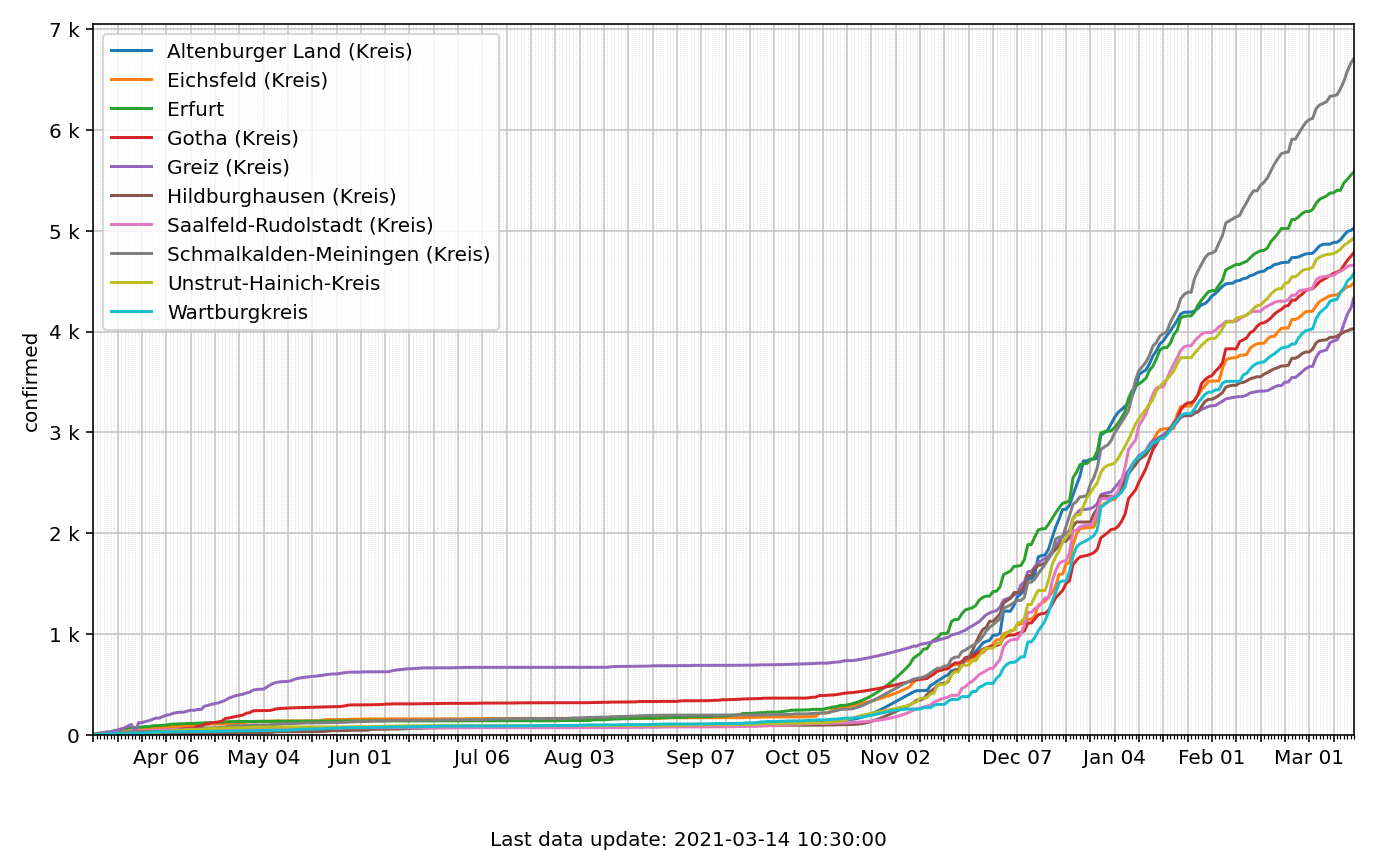 7 k
6 k
5 k
4 k
3 k
2 k
1 k
0
confirmed
Altenburger Land (Kreis)
Eichsfeld (Kreis)
Erfurt
Gotha (Kreis)
Greiz (Kreis)
Hildburghausen (Kreis)
Saalfeld-Rudolstadt (Kreis)
Schmalkalden-Meiningen (Kreis)
Unstrut-Hainich-Kreis
Wartburgkreis
Apr 06 May 04 Jun 01 Jul 06 Aug 03 Sep 07 Oct 05 Nov 02 Dec 07 Jan 04 Feb 01 Mar 01
Last data update: 2021-03-14 10:30:00